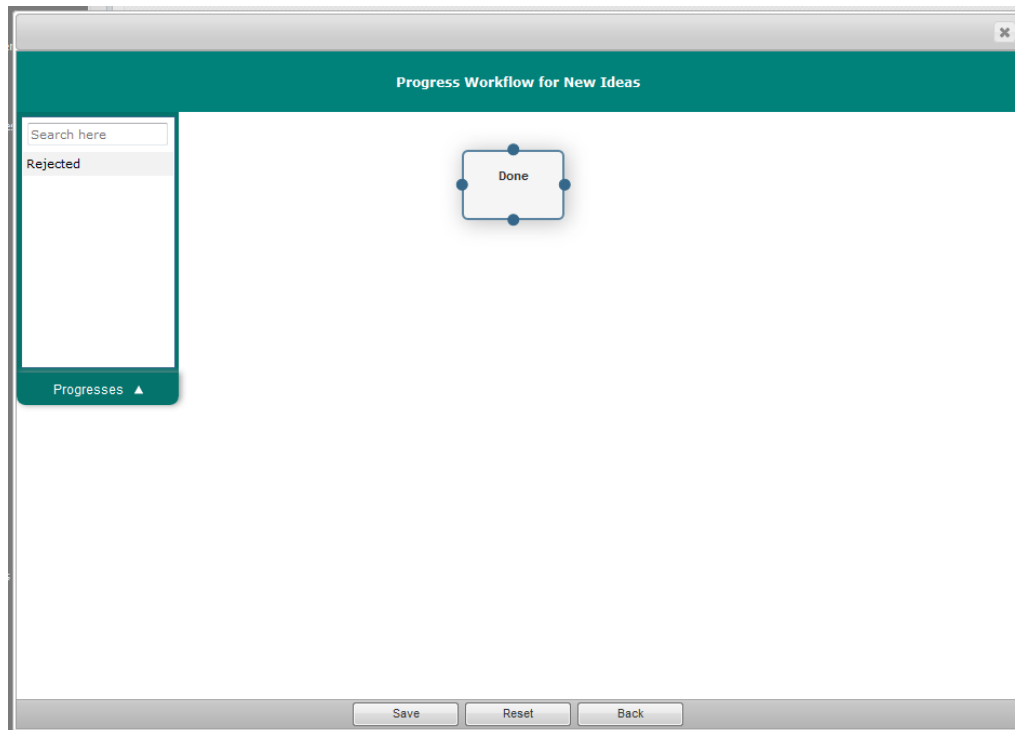 Progress Workflow for New Ideas
Search here
Rejected
Done
Progresses
Save Reset Back